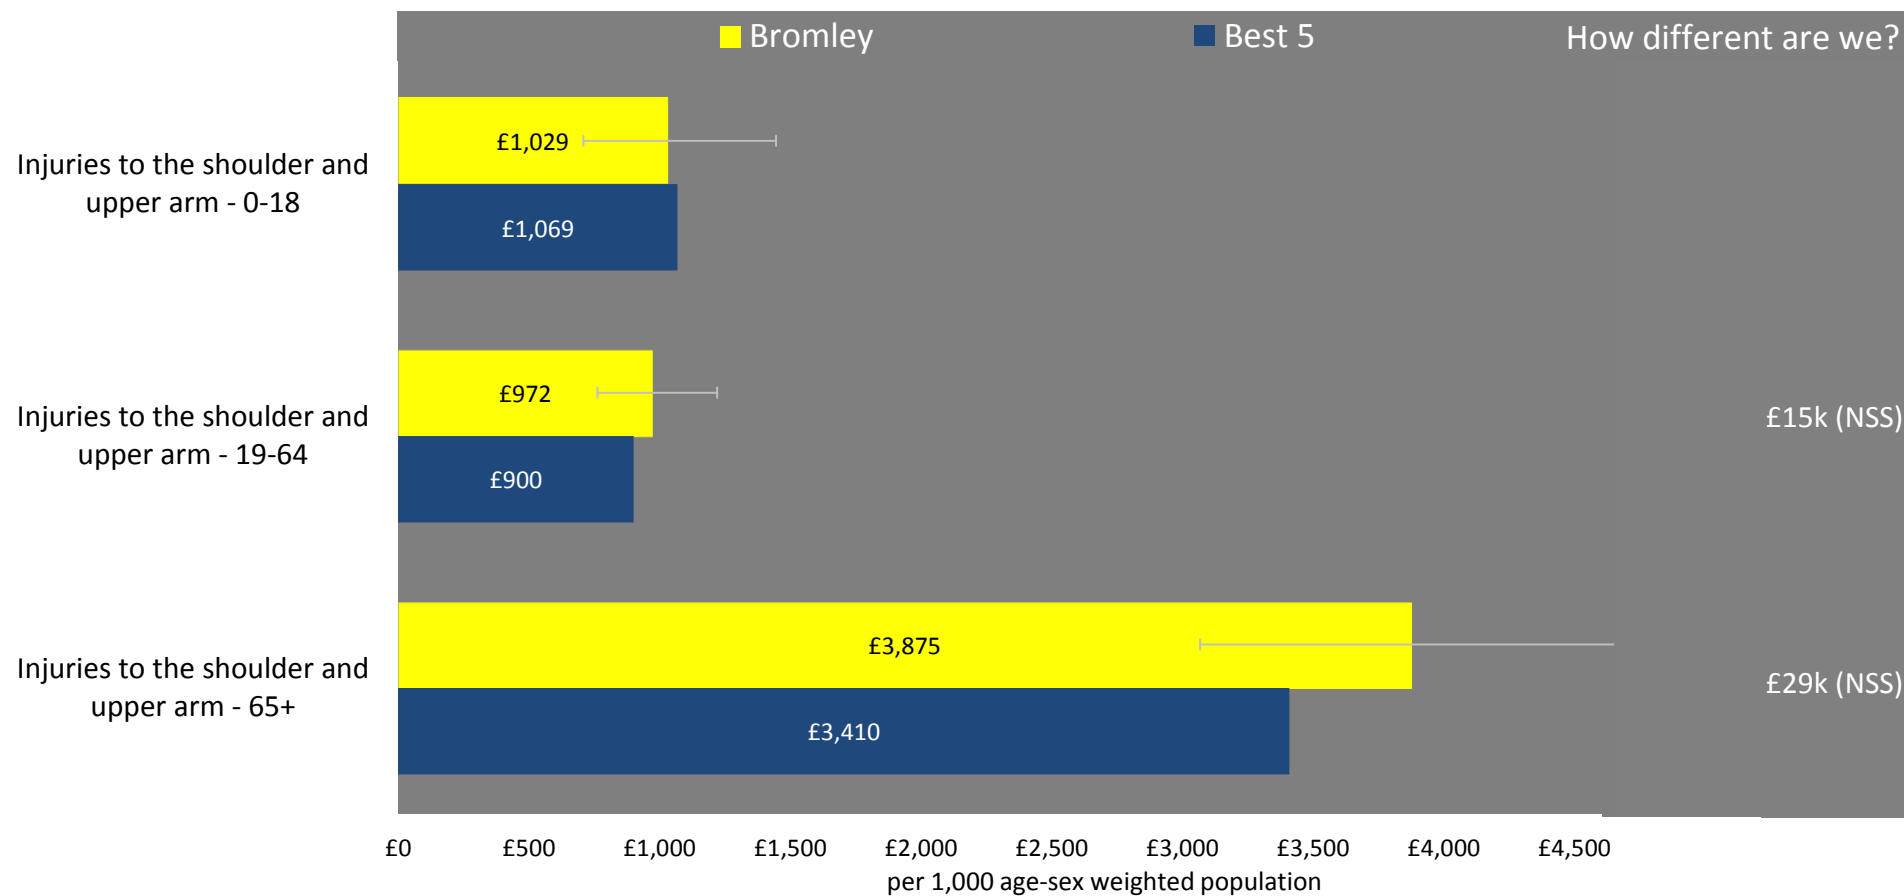 Bromley
Best 5
How different are we?
Injuries to the shoulder and
upper arm - 0-18
£1,029
£1,069
Injuries to the shoulder and
upper arm - 19-64
£972
£900
£15k (NSS)
Injuries to the shoulder and
upper arm - 65+
£3,875
£3,410
£29k (NSS)
£0 £500 £1,000 £1,500 £2,000 £2,500 £3,000 £3,500 £4,000 £4,500
per 1,000 age-sex weighted population